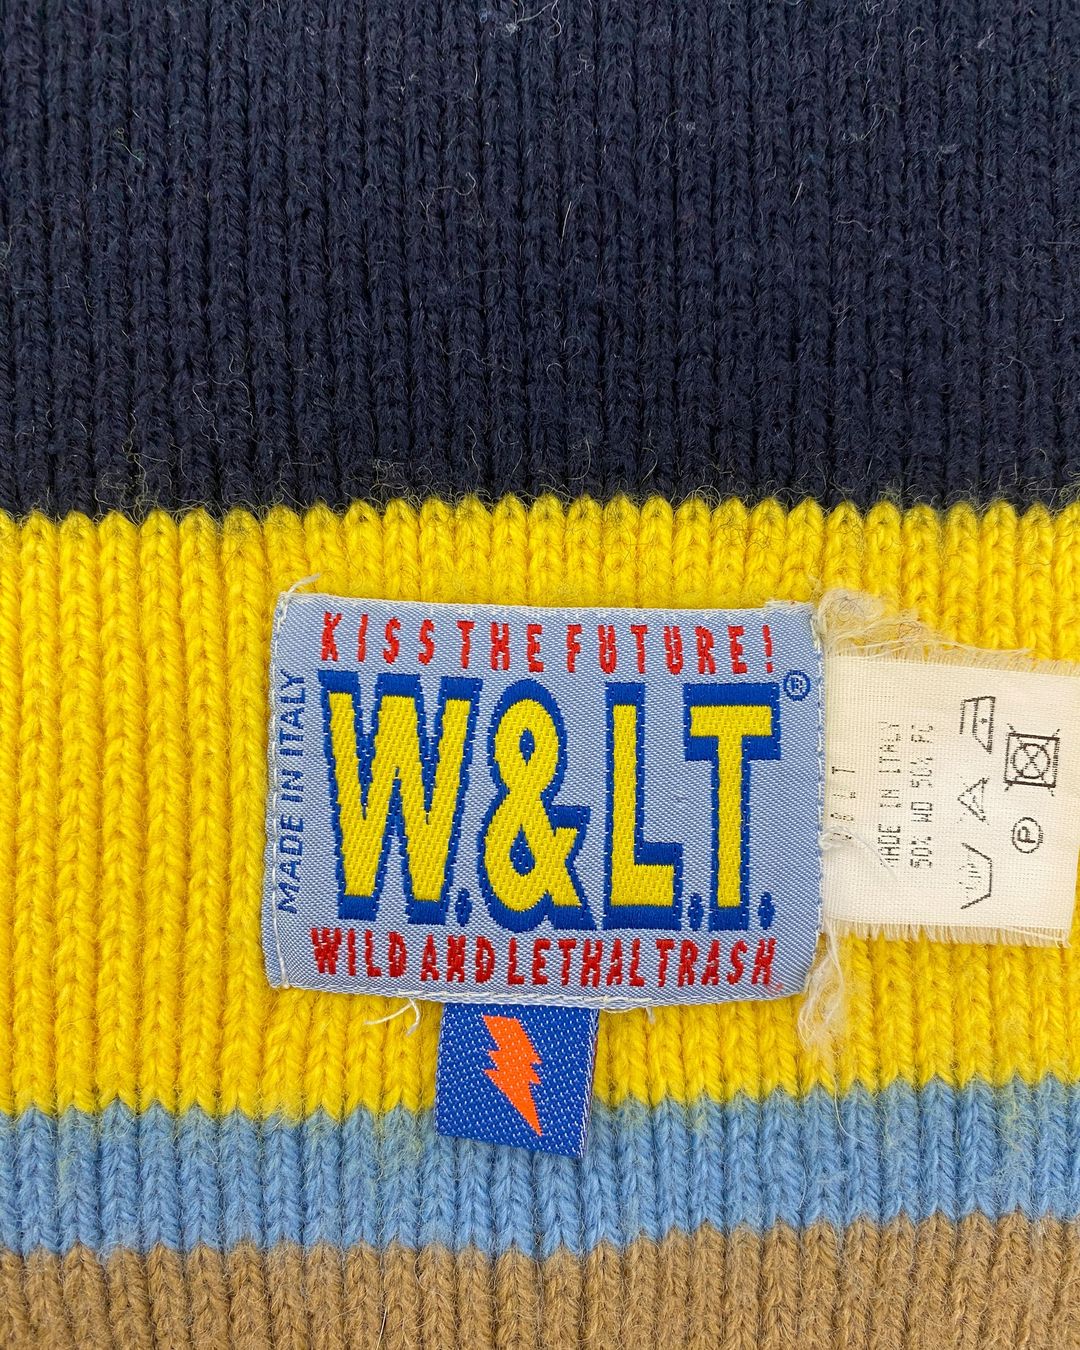 KISS THE FUTURE!
MADE IN ITALY
W.&L.T.®
WILD AND LETHAL TRASH
MADE IN ITALY
50% WO 50% PC
P